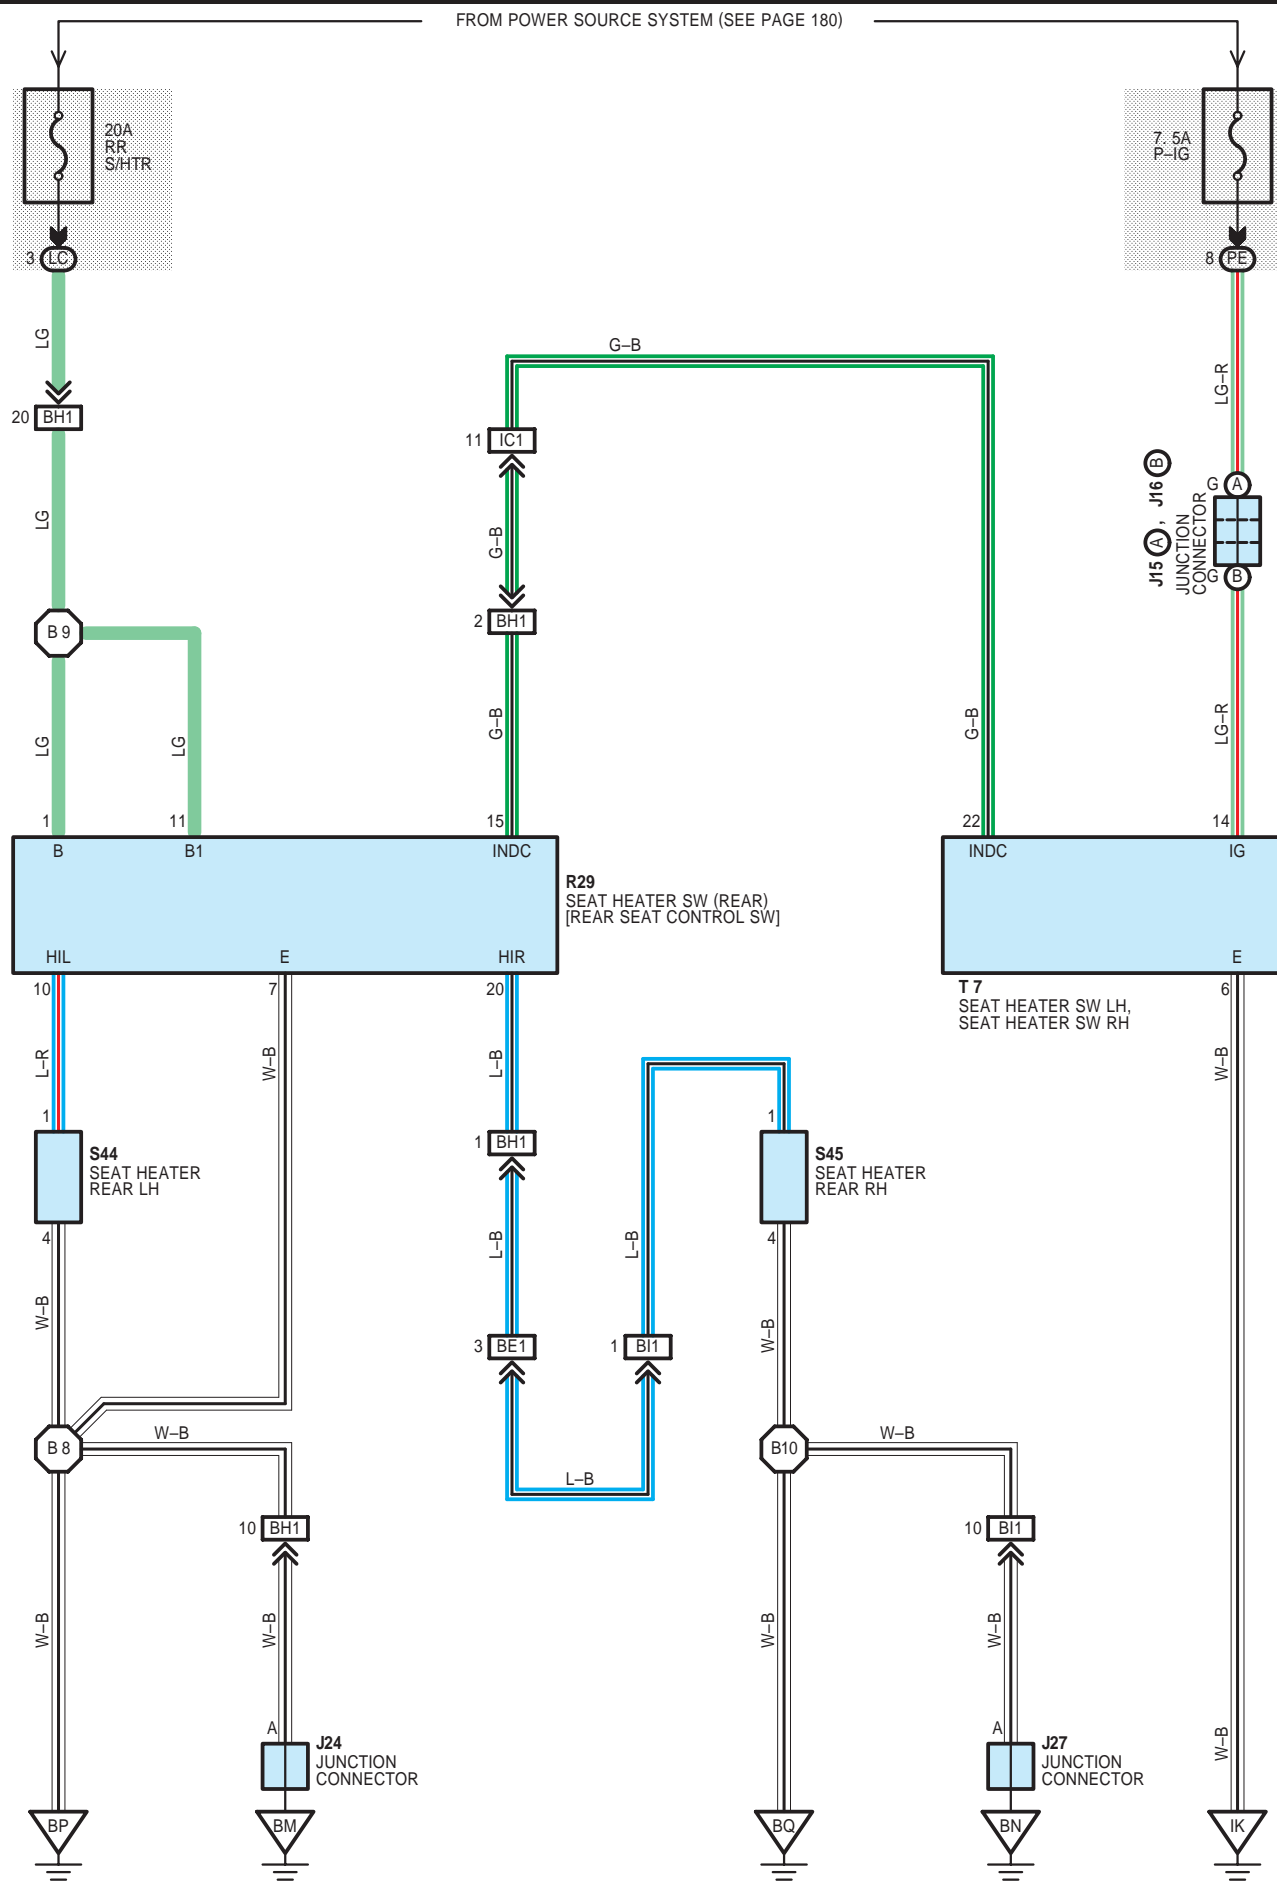 FROM POWER SOURCE SYSTEM (SEE PAGE 180)
20A
RR
S/HTR
7. 5A
P–IG
3 LC
8 PE
LG
LG–R
G–B
20 BH1
11 IC1
J15 A , J16 B
JUNCTION
CONNECTOR
G A
G B
LG
G–B
2 BH1
B 9
LG
LG
G–B
G–B
LG–R
1
11
15
22
14
B
B1
INDC
INDC
IG
R29
SEAT HEATER SW (REAR)
[REAR SEAT CONTROL SW]
HIL
E
HIR
E
10
7
20
6
T 7
SEAT HEATER SW LH,
SEAT HEATER SW RH
L–R
W–B
L–B
W–B
1
1 BH1
1
S44
SEAT HEATER
REAR LH
S45
SEAT HEATER
REAR RH
4
4
L–B
L–B
W–B
W–B
3 BE1
1 BI1
B 8
W–B
B10
W–B
L–B
10 BH1
10 BI1
W–B
W–B
W–B
W–B
W–B
A
J24
JUNCTION
CONNECTOR
A
J27
JUNCTION
CONNECTOR
BP
BM
BQ
BN
IK